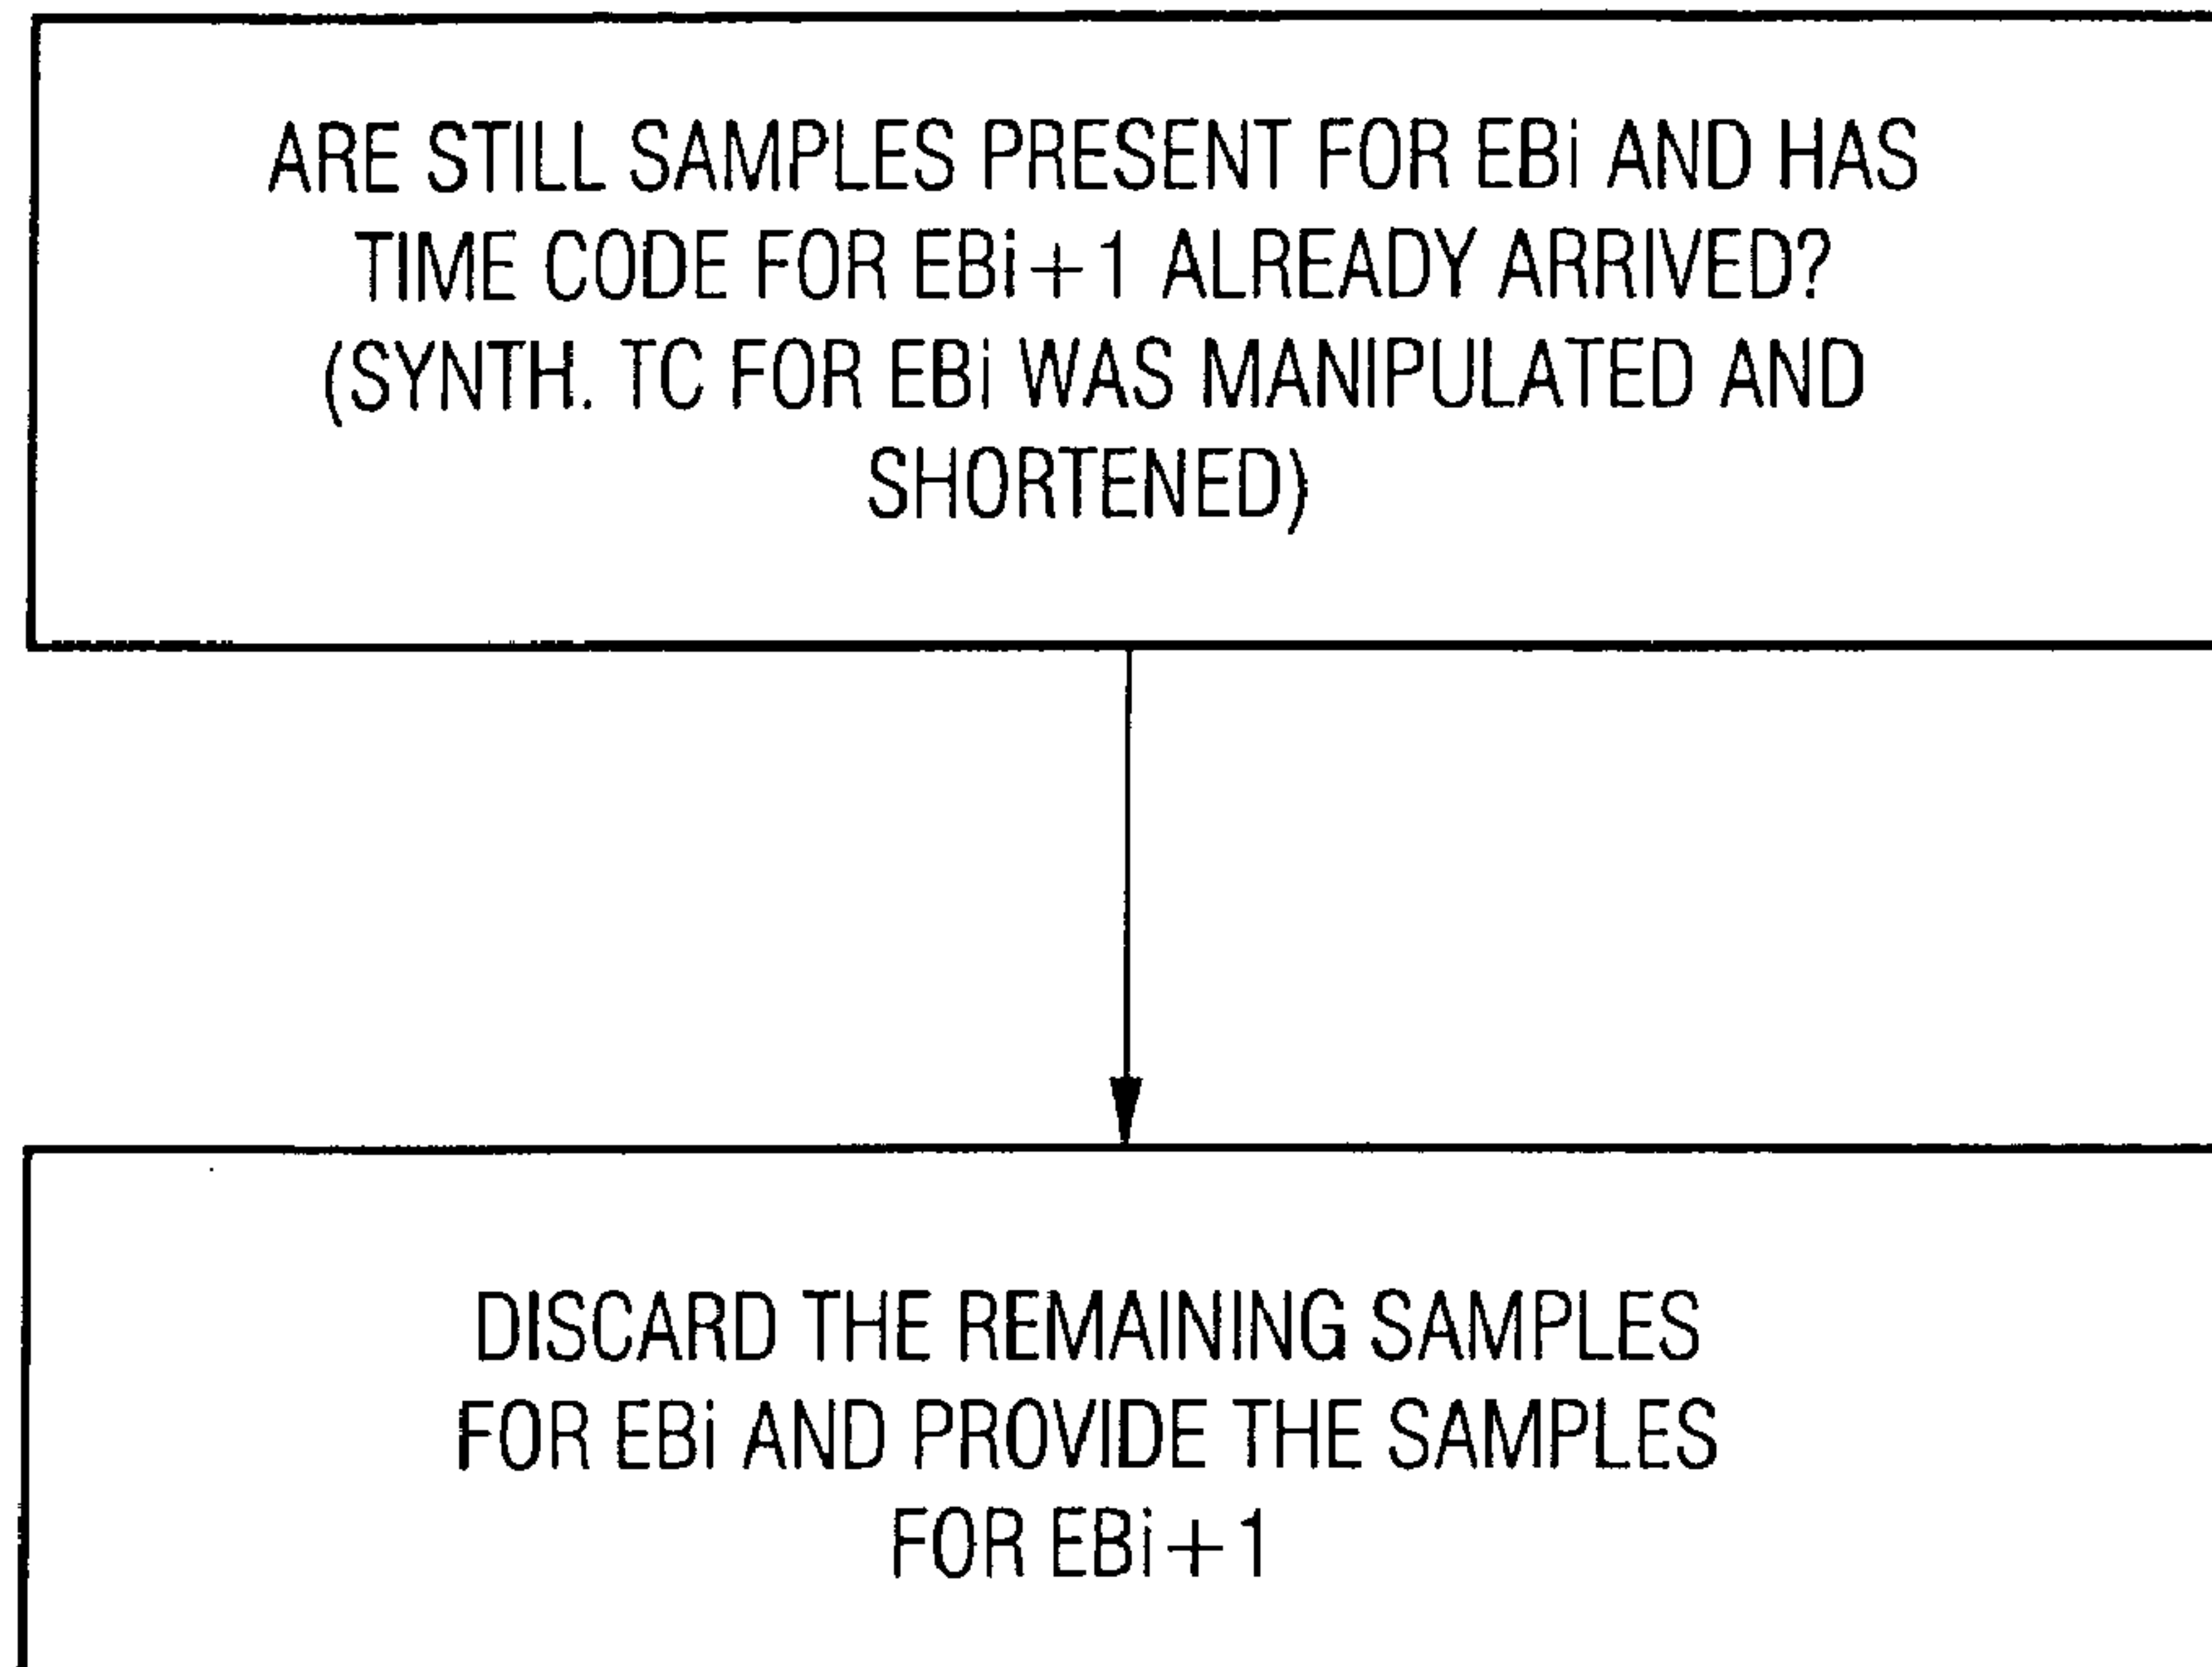 ARE STILL SAMPLES PRESENT FOR EBi AND HAS
TIME CODE FOR EBi+1 ALREADY ARRIVED?
(SYNTH. TC FOR EBi WAS MANIPULATED AND
SHORTENED)
DISCARD THE REMAINING SAMPLES
FOR EBi AND PROVIDE THE SAMPLES
FOR EBi+1